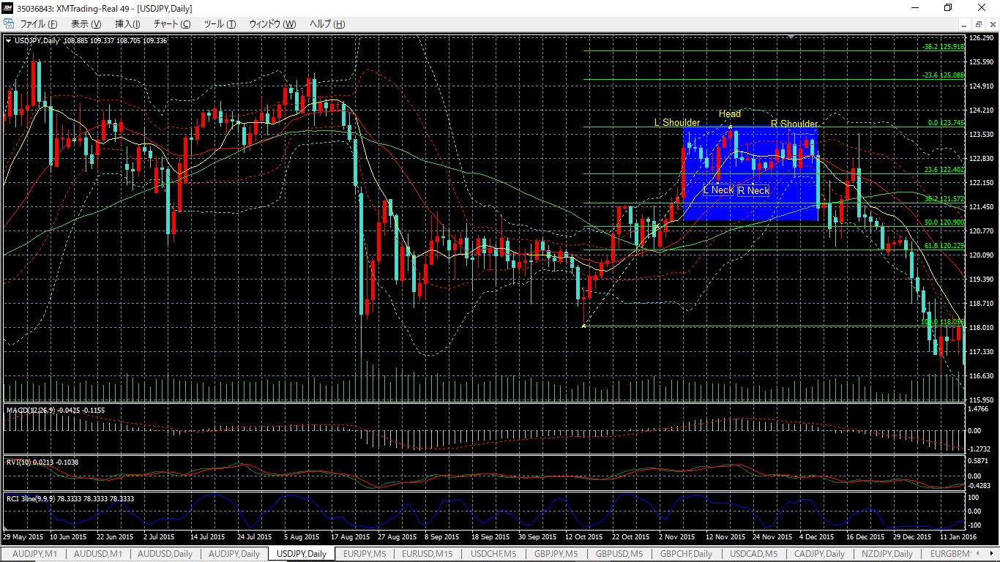 35036843: XMTrading-Real 49 - [USDJPY,Daily]
ファイル (F) 表示 (V) 挿入(I) チャート (C) ツール (T) ウィンドウ (W) ヘルプ (H)
USDJPY,Daily 108.885 109.337 108.705 109.336
126.290
-38.2 125.918
125.590
-23.6 125.088
124.910
124.210
Head
L Shoulder
R Shoulder
0.0 123.745
123.530
122.830
23.6 122.402
122.150
L Neck
R Neck
38.2 121.572
121.450
50.0 120.900
120.770
61.8 120.229
120.090
119.390
118.710
118.010
117.330
116.630
115.950
MACD(12,26,9) -0.0425 -0.1155
1.4766
0.00
-1.2732
RVI(10) 0.0213 -0.1038
0.5871
0.00
-0.4283
RCI 3line(9,9,9) 78.3333 78.3333 78.3333
100
0.00
-100
29 May 2015 10 Jun 2015 22 Jun 2015 2 Jul 2015 14 Jul 2015 24 Jul 2015 5 Aug 2015 17 Aug 2015 27 Aug 2015 8 Sep 2015 18 Sep 2015 30 Sep 2015 12 Oct 2015 22 Oct 2015 2 Nov 2015 12 Nov 2015 24 Nov 2015 4 Dec 2015 16 Dec 2015 29 Dec 2015 11 Jan 2016
AUDJPY,M1 AUDUSD,M1 AUDUSD,Daily AUDJPY,Daily USDJPY,Daily EURJPY,M5 EURUSD,M15 USDCHF,M5 GBPJPY,M5 GBPUSD,M5 GBPCHF,Daily USDCAD,M5 CADJPY,Daily NZDJPY,Daily